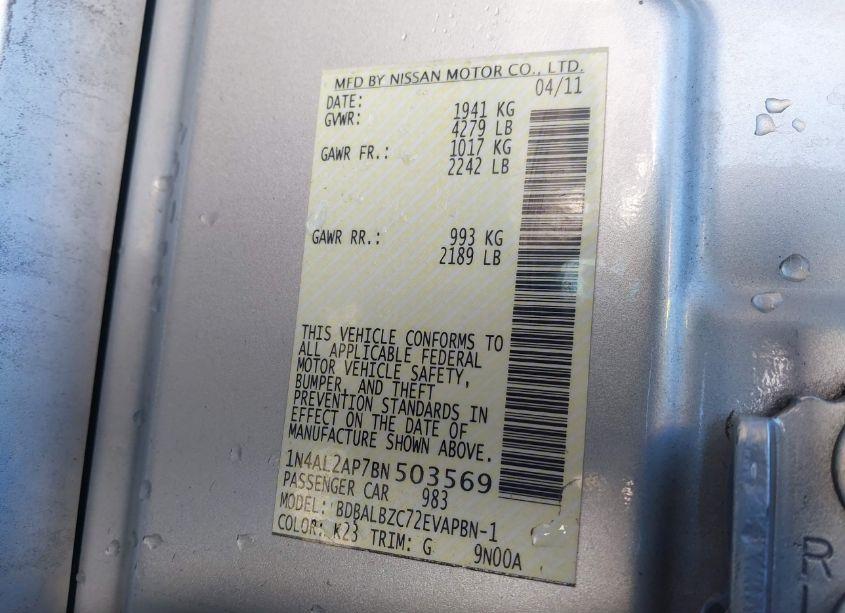 MFD BY NISSAN MOTOR CO., LTD.
DATE: 04/11
GVWR: 1941 KG
4279 LB
GAWR FR.: 1017 KG
2242 LB
GAWR RR.: 993 KG
2189 LB
THIS VEHICLE CONFORMS TO
ALL APPLICABLE FEDERAL
MOTOR VEHICLE SAFETY,
BUMPER, AND THEFT
PREVENTION STANDARDS IN
EFFECT ON THE DATE OF
MANUFACTURE SHOWN ABOVE.
1N4AL2AP7BN503569
PASSENGER CAR 983
MODEL: BDBALBZC72EVAPBN-1
COLOR: K23 TRIM: G 9N00A
R